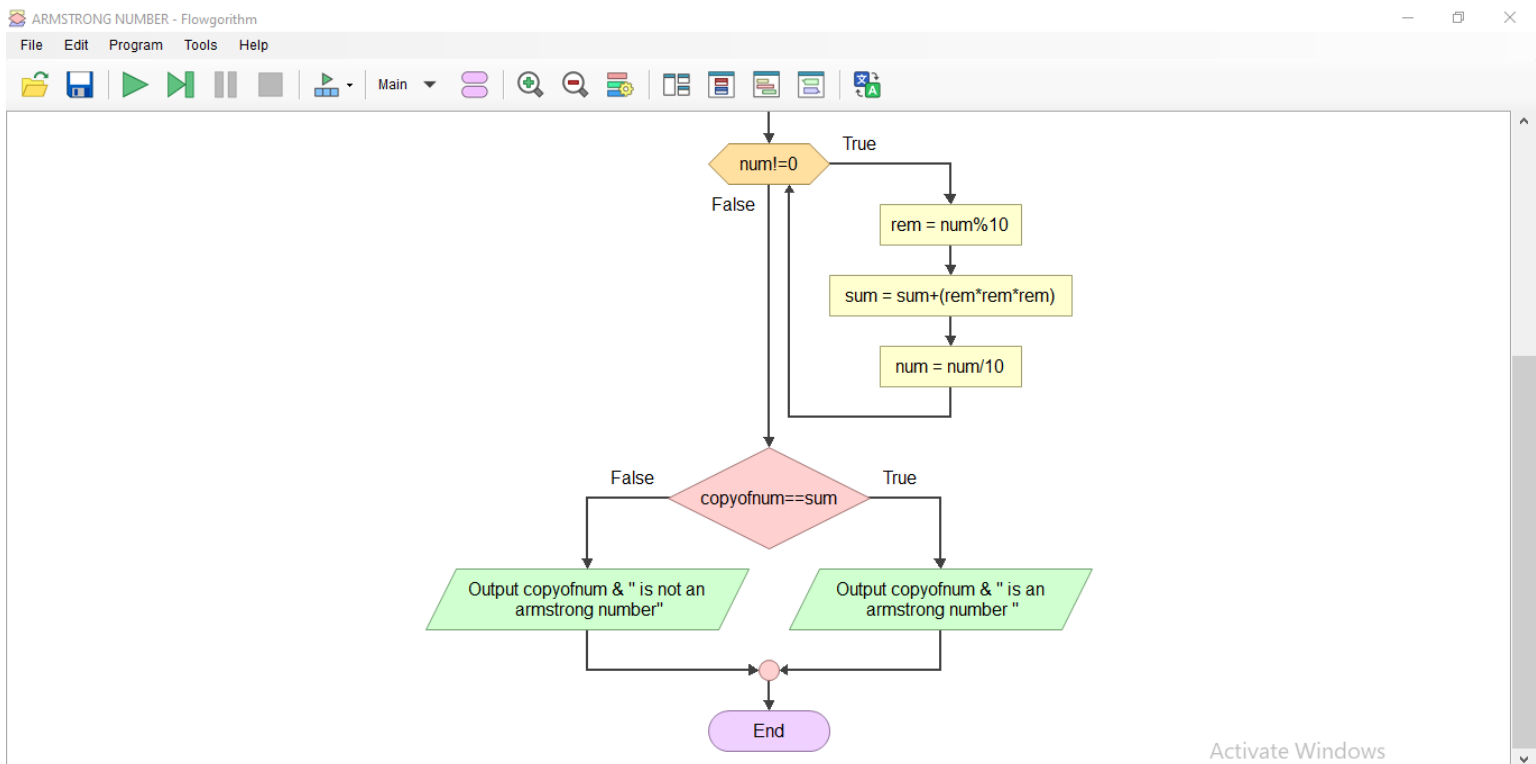 ARMSTRONG NUMBER - Flowgorithm
File Edit Program Tools Help
Main
True
num!=0
False
rem = num%10
sum = sum+(rem*rem*rem)
num = num/10
False
True
copyofnum==sum
Output copyofnum & " is not an
armstrong number"
Output copyofnum & " is an
armstrong number "
End
Activate Windows